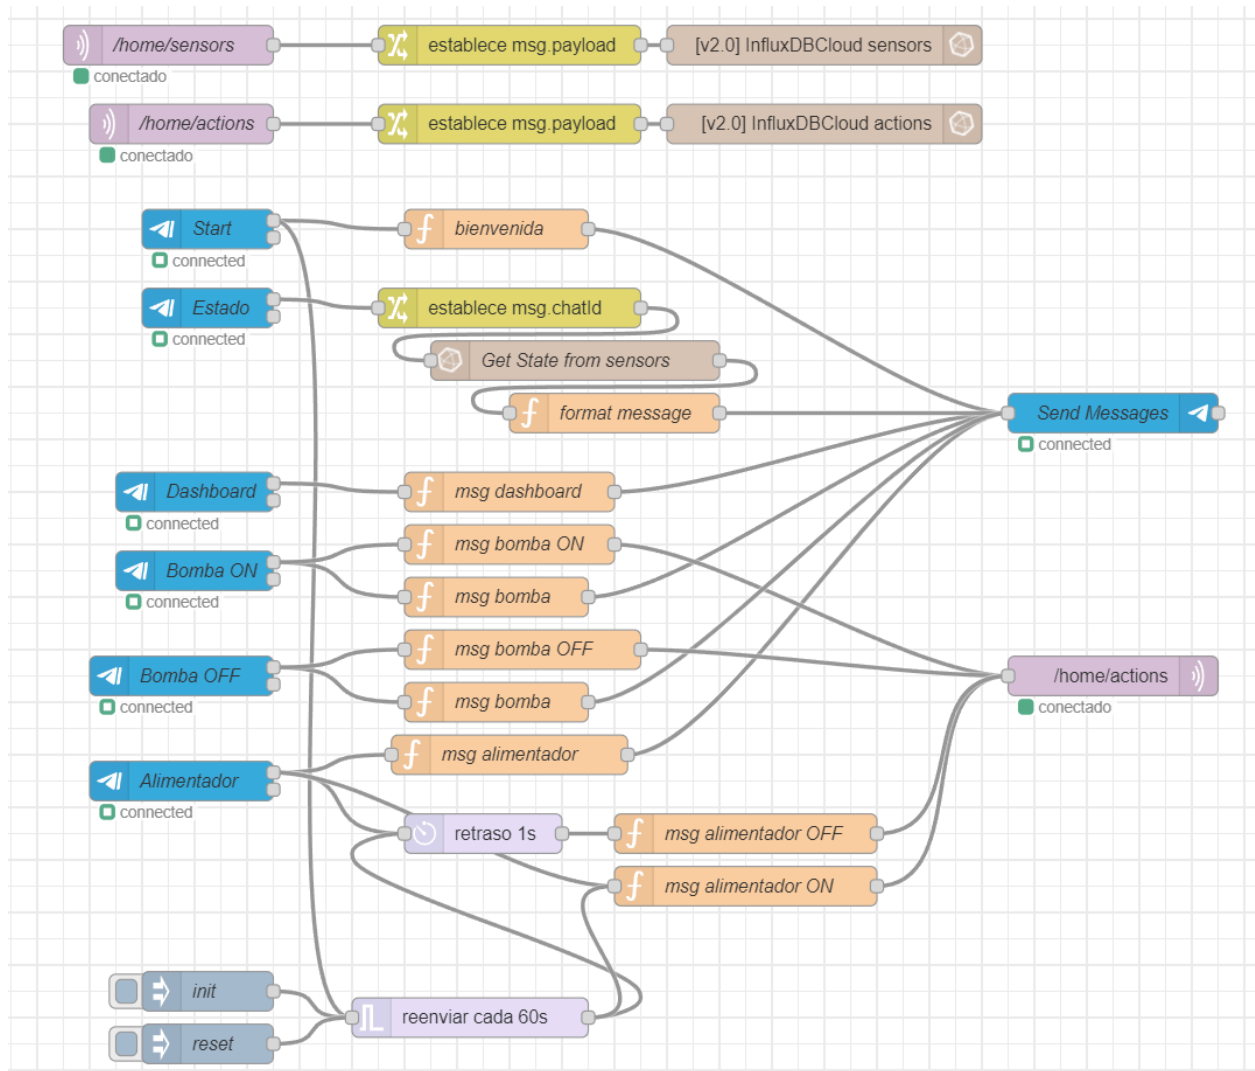 /home/sensors
establece msg.payload
[v2.0] InfluxDBCloud sensors
conectado
/home/actions
establece msg.payload
[v2.0] InfluxDBCloud actions
conectado
Start
bienvenida
connected
Estado
establece msg.chatId
connected
Get State from sensors
format message
Send Messages
connected
Dashboard
msg dashboard
connected
msg bomba ON
Bomba ON
msg bomba
connected
msg bomba OFF
Bomba OFF
/home/actions
msg bomba
connected
conectado
msg alimentador
Alimentador
connected
retraso 1s
msg alimentador OFF
msg alimentador ON
init
reenviar cada 60s
reset